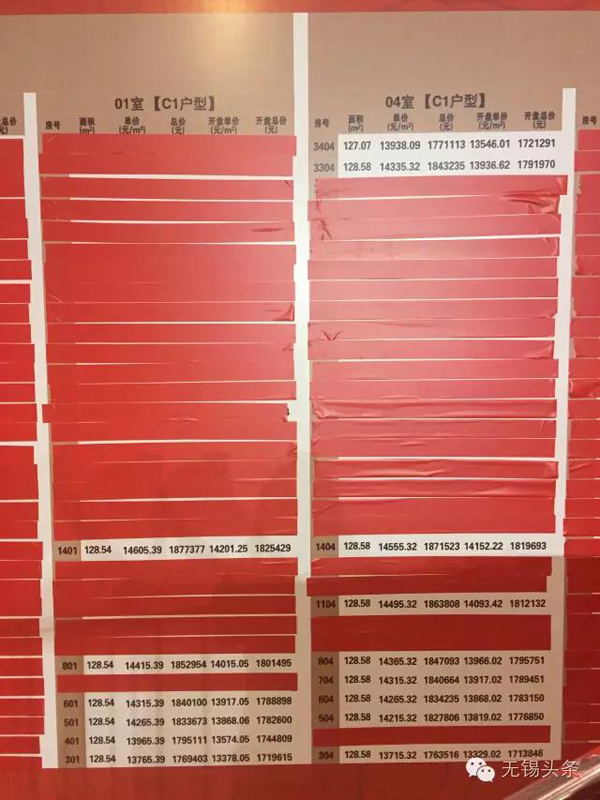 01室【C1户型】
房号 面积(m²) 单价(元/m²) 总价(元) 开盘单价(元/m²) 开盘总价(元)
1401 128.54 14605.39 1877377 14201.25 1825429
801 128.54 14415.39 1852954 14015.05 1801495
601 128.54 14315.39 1840100 13917.05 1788898
501 128.54 14265.39 1833673 13868.06 1782600
401 128.54 13965.39 1795111 13574.05 1744809
301 128.54 13765.39 1769403 13378.05 1719615
04室【C1户型】
房号 面积(m²) 单价(元/m²) 总价(元) 开盘单价(元/m²) 开盘总价(元)
3404 127.07 13938.09 1771113 13546.01 1721291
3304 128.58 14335.32 1843235 13936.62 1791970
1404 128.58 14555.32 1871523 14152.22 1819693
1104 128.58 14495.32 1863808 14093.42 1812132
804 128.58 14365.32 1847093 13966.02 1795751
704 128.58 14315.32 1840664 13917.02 1789451
604 128.58 14265.32 1834235 13868.02 1783150
504 128.58 14215.32 1827806 13819.02 1776850
304 128.58 13715.32 1763516 13329.02 1713846
总价
(元)
房号
无锡头条